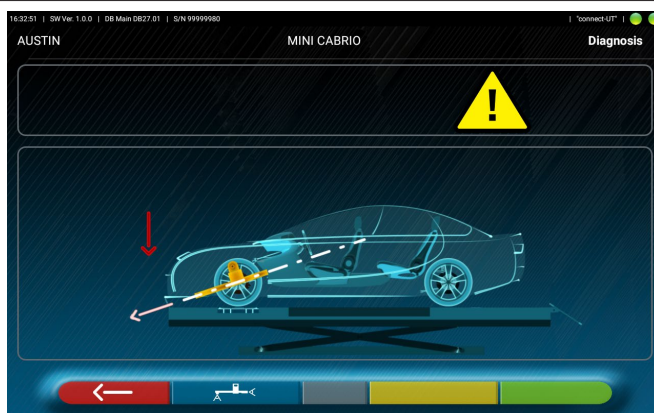 16:32:51 | SW Ver. 1.0.0 | DB Main DB27.01 | S/N 99999980 | "connect-UT" |
AUSTIN MINI CABRIO Diagnosis
!